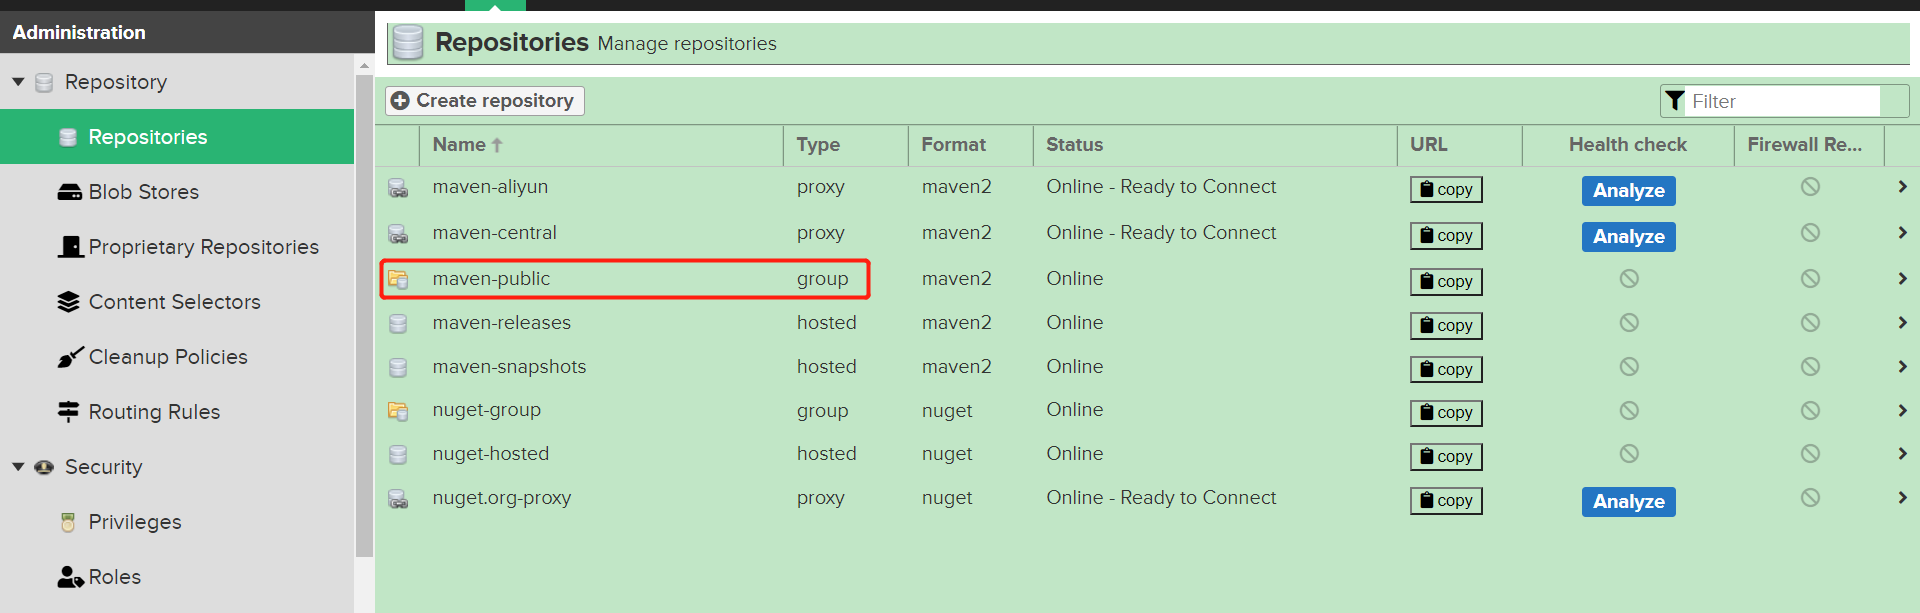 Administration
Repository
Repositories
Blob Stores
Proprietary Repositories
Content Selectors
Cleanup Policies
Routing Rules
Security
Privileges
Roles
Repositories Manage repositories
Create repository
Filter
Name Type Format Status URL Health check Firewall Re...
maven-aliyun proxy maven2 Online - Ready to Connect copy Analyze
maven-central proxy maven2 Online - Ready to Connect copy Analyze
maven-public group maven2 Online copy
maven-releases hosted maven2 Online copy
maven-snapshots hosted maven2 Online copy
nuget-group group nuget Online copy
nuget-hosted hosted nuget Online copy
nuget.org-proxy proxy nuget Online - Ready to Connect copy Analyze